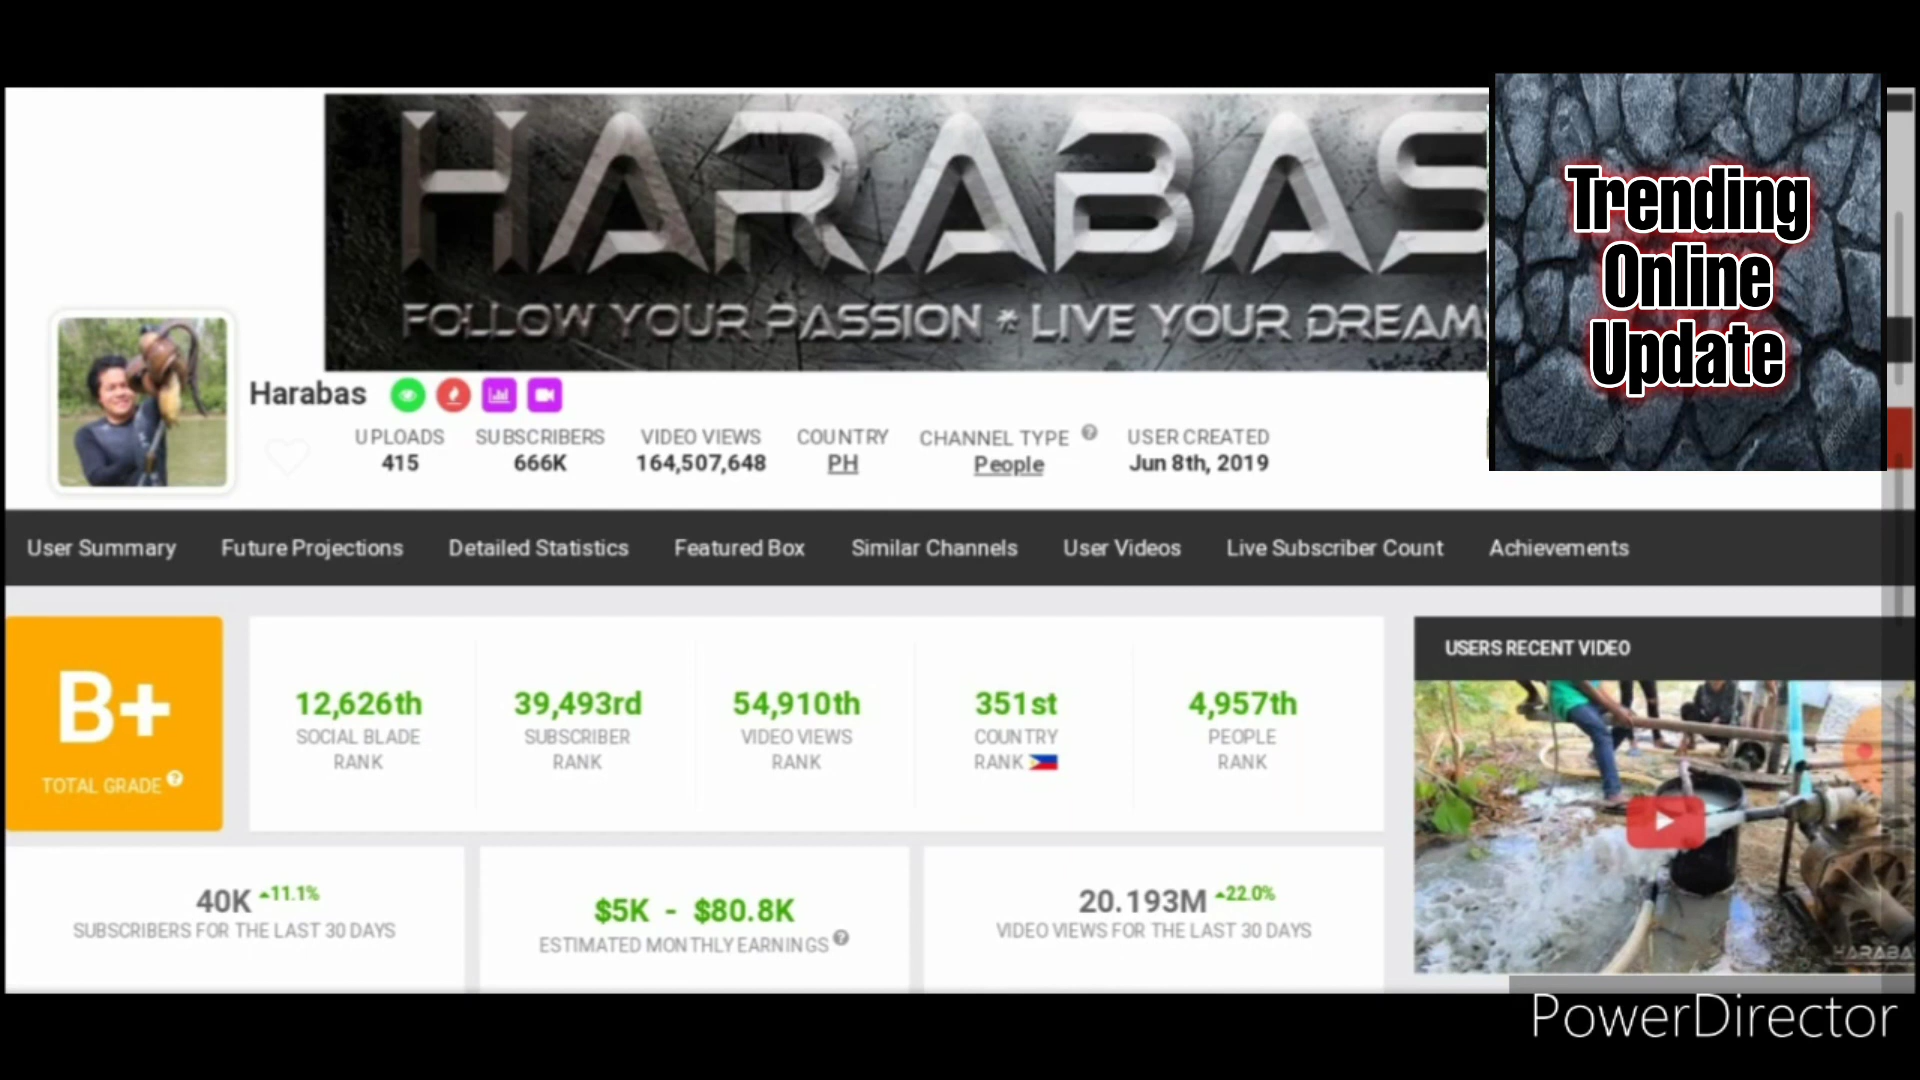 HARABAS
FOLLOW YOUR PASSION * LIVE YOUR DREAM
Trending
Online
Update
Harabas
UPLOADS
415
SUBSCRIBERS
666K
VIDEO VIEWS
164,507,648
COUNTRY
PH
CHANNEL TYPE
People
USER CREATED
Jun 8th, 2019
User Summary
Future Projections
Detailed Statistics
Featured Box
Similar Channels
User Videos
Live Subscriber Count
Achievements
B+
TOTAL GRADE
12,626th
SOCIAL BLADE
RANK
39,493rd
SUBSCRIBER
RANK
54,910th
VIDEO VIEWS
RANK
351st
COUNTRY
RANK
4,957th
PEOPLE
RANK
USERS RECENT VIDEO
HARABA
40K 11.1%
SUBSCRIBERS FOR THE LAST 30 DAYS
$5K - $80.8K
ESTIMATED MONTHLY EARNINGS
20.193M 22.0%
VIDEO VIEWS FOR THE LAST 30 DAYS
PowerDirector